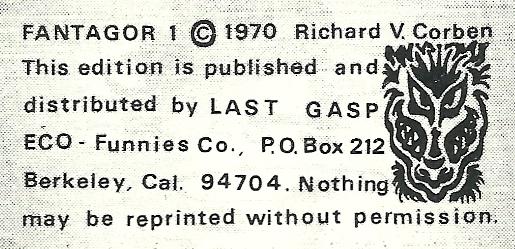 FANTAGOR 1 © 1970 Richard V. Corben
This edition is published and
distributed by LAST GASP
ECO - Funnies Co., P.O. Box 212
Berkeley, Cal. 94704. Nothing
may be reprinted without permission.